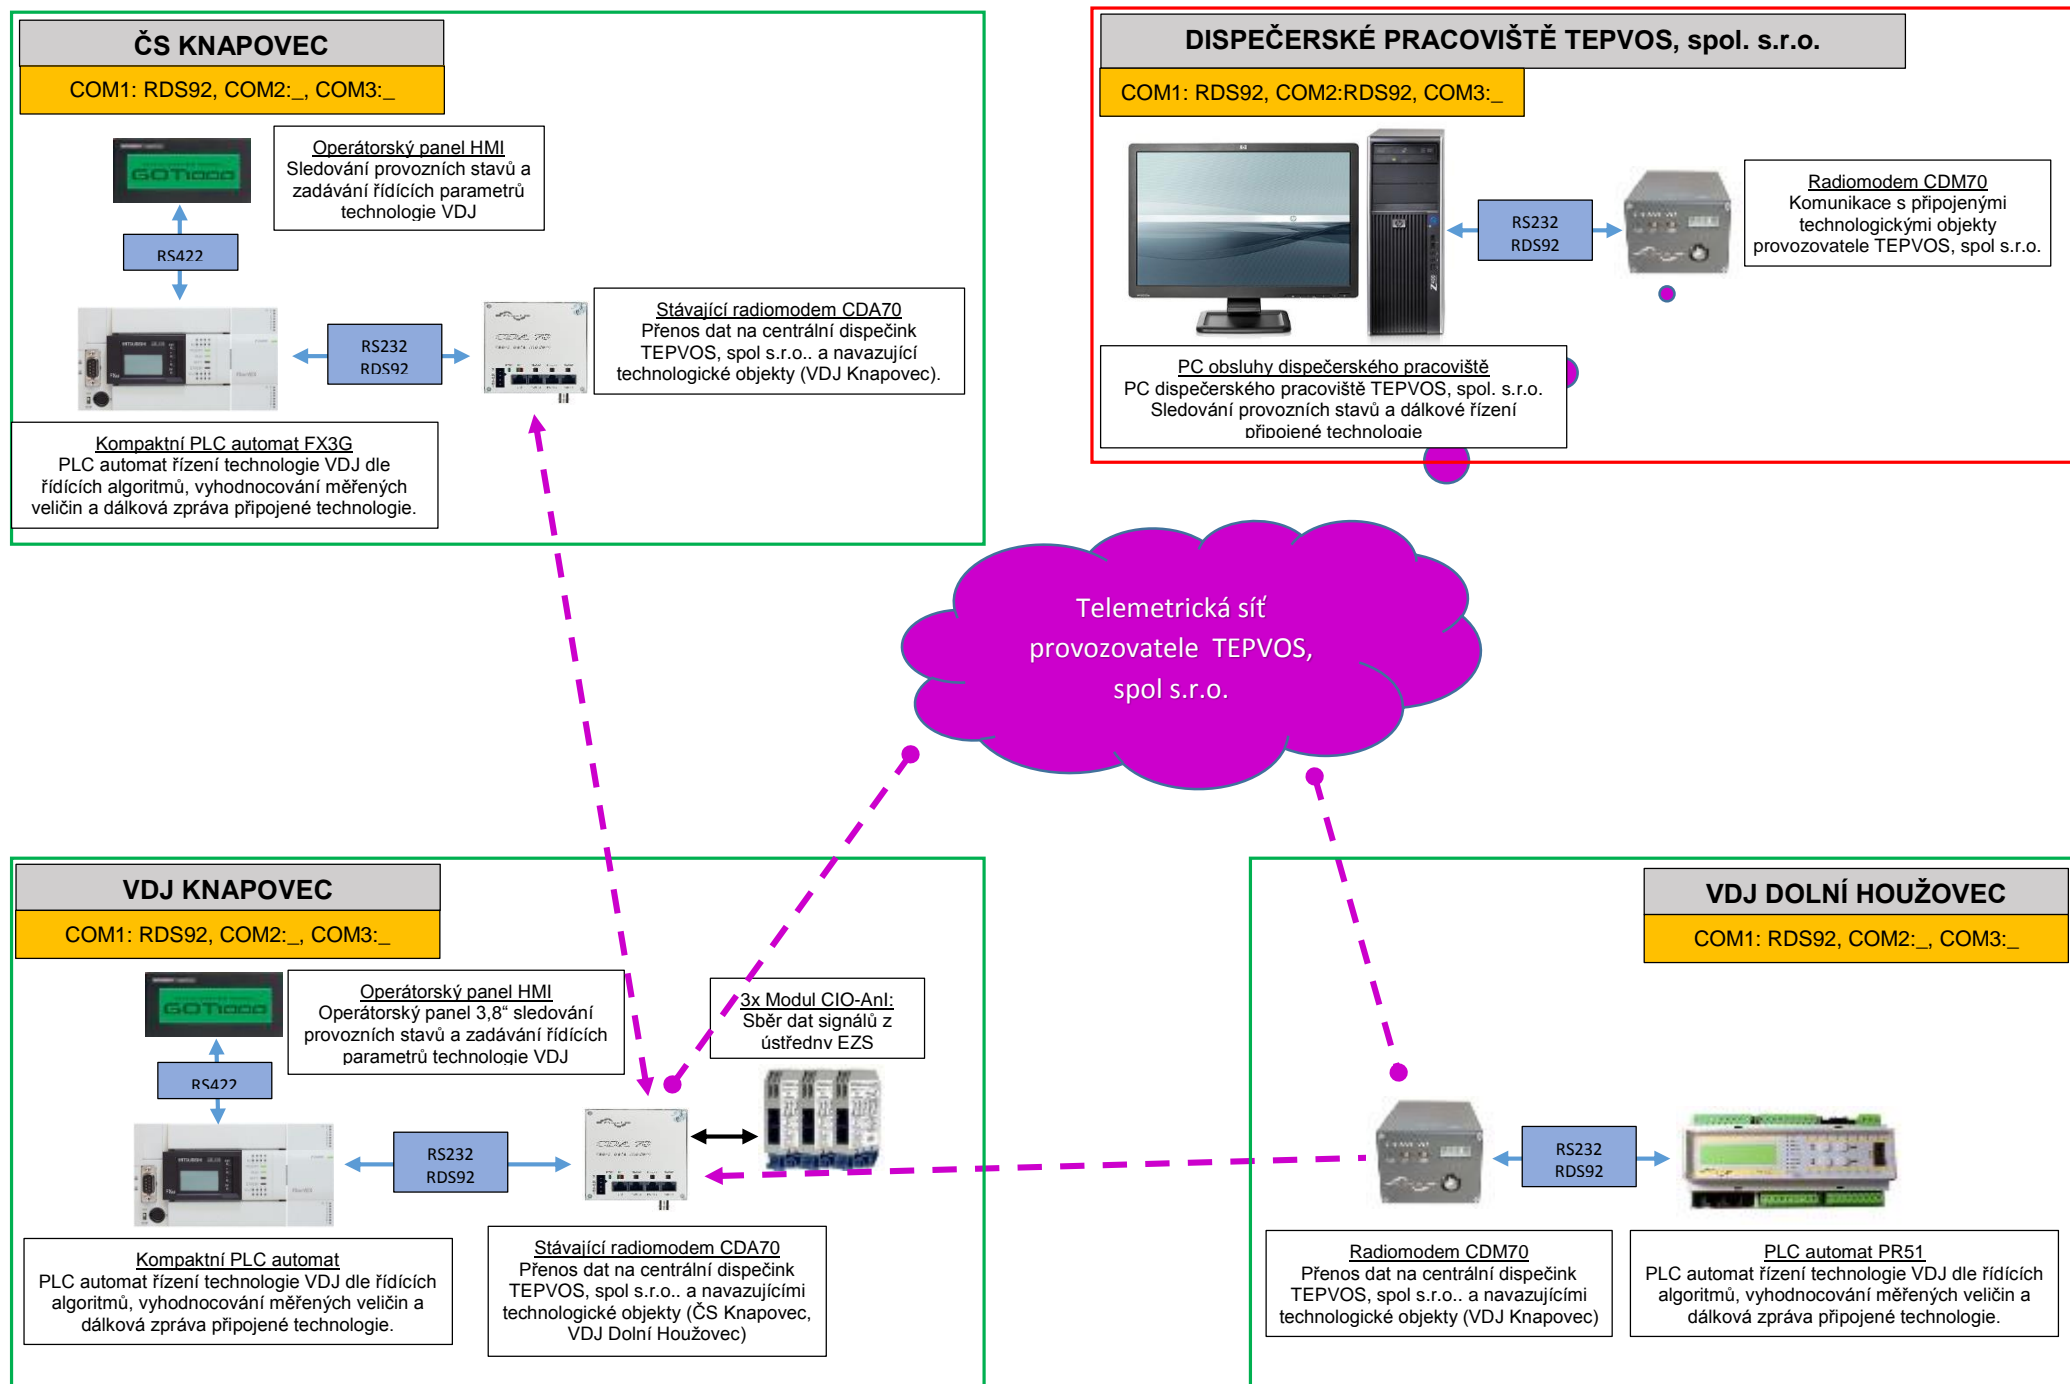 ČS KNAPOVEC
COM1: RDS92, COM2:_, COM3:_
GOT1000
Operátorský panel HMI
Sledování provozních stavů a
zadávání řídících parametrů
technologie VDJ
RS422
RS232
RDS92
CDA 70
Stávající radiomodem CDA70
Přenos dat na centrální dispečink
TEPVOS, spol s.r.o.. a navazující
technologické objekty (VDJ Knapovec).
Kompaktní PLC automat FX3G
PLC automat řízení technologie VDJ dle
řídících algoritmů, vyhodnocování měřených
veličin a dálková zpráva připojené technologie.
DISPEČERSKÉ PRACOVIŠTĚ TEPVOS, spol. s.r.o.
COM1: RDS92, COM2:RDS92, COM3:_
RS232
RDS92
Radiomodem CDM70
Komunikace s připojenými
technologickými objekty
provozovatele TEPVOS, spol s.r.o.
PC obsluhy dispečerského pracoviště
PC dispečerského pracoviště TEPVOS, spol. s.r.o.
Sledování provozních stavů a dálkové řízení
připojené technologie
Telemetrická síť
provozovatele TEPVOS,
spol s.r.o.
VDJ KNAPOVEC
COM1: RDS92, COM2:_, COM3:_
GOT1000
Operátorský panel HMI
Operátorský panel 3,8“ sledování
provozních stavů a zadávání řídících
parametrů technologie VDJ
3x Modul CIO-AnI:
Sběr dat signálů z
ústředny EZS
RS422
RS232
RDS92
CDA 70
Kompaktní PLC automat
PLC automat řízení technologie VDJ dle řídících
algoritmů, vyhodnocování měřených veličin a
dálková zpráva připojené technologie.
Stávající radiomodem CDA70
Přenos dat na centrální dispečink
TEPVOS, spol s.r.o.. a navazujícími
technologické objekty (ČS Knapovec,
VDJ Dolní Houžovec)
VDJ DOLNÍ HOUŽOVEC
COM1: RDS92, COM2:_, COM3:_
RS232
RDS92
Radiomodem CDM70
Přenos dat na centrální dispečink
TEPVOS, spol s.r.o.. a navazujícími
technologické objekty (VDJ Knapovec)
PLC automat PR51
PLC automat řízení technologie VDJ dle řídících
algoritmů, vyhodnocování měřených veličin a
dálková zpráva připojené technologie.